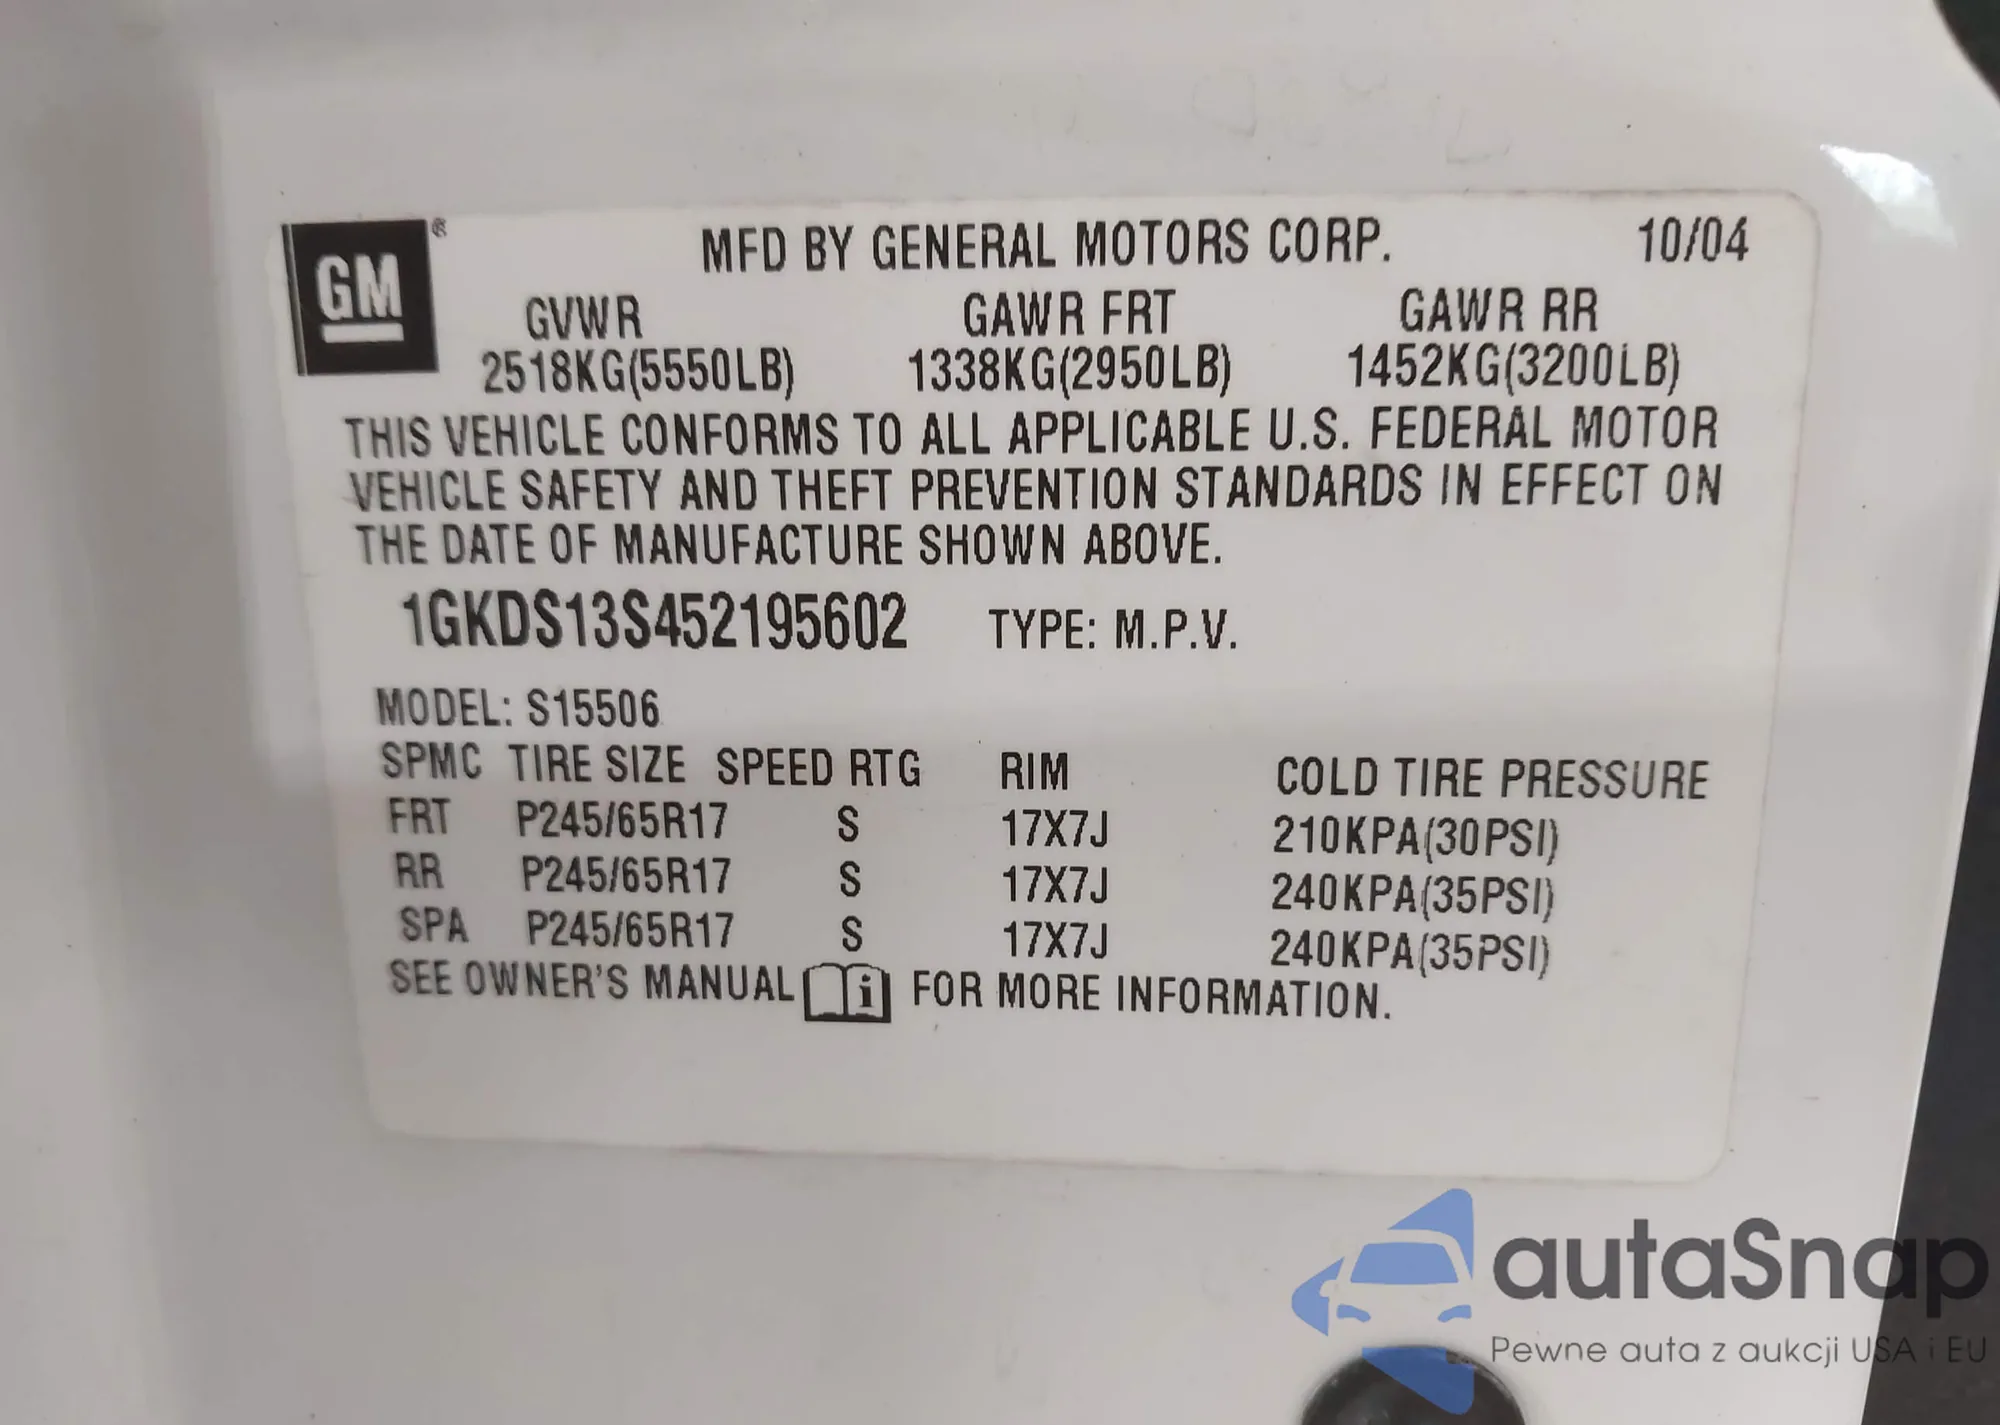 GM ®
MFD BY GENERAL MOTORS CORP. 10/04
GVWR GAWR FRT GAWR RR
2518KG(5550LB) 1338KG(2950LB) 1452KG(3200LB)
THIS VEHICLE CONFORMS TO ALL APPLICABLE U.S. FEDERAL MOTOR
VEHICLE SAFETY AND THEFT PREVENTION STANDARDS IN EFFECT ON
THE DATE OF MANUFACTURE SHOWN ABOVE.
1GKDS13S452195602 TYPE: M.P.V.
MODEL: S15506
SPMC TIRE SIZE SPEED RTG RIM COLD TIRE PRESSURE
FRT P245/65R17 S 17X7J 210KPA(30PSI)
RR P245/65R17 S 17X7J 240KPA(35PSI)
SPA P245/65R17 S 17X7J 240KPA(35PSI)
SEE OWNER'S MANUAL i FOR MORE INFORMATION.
autaSnap
Pewne auta z aukcji USA i EU